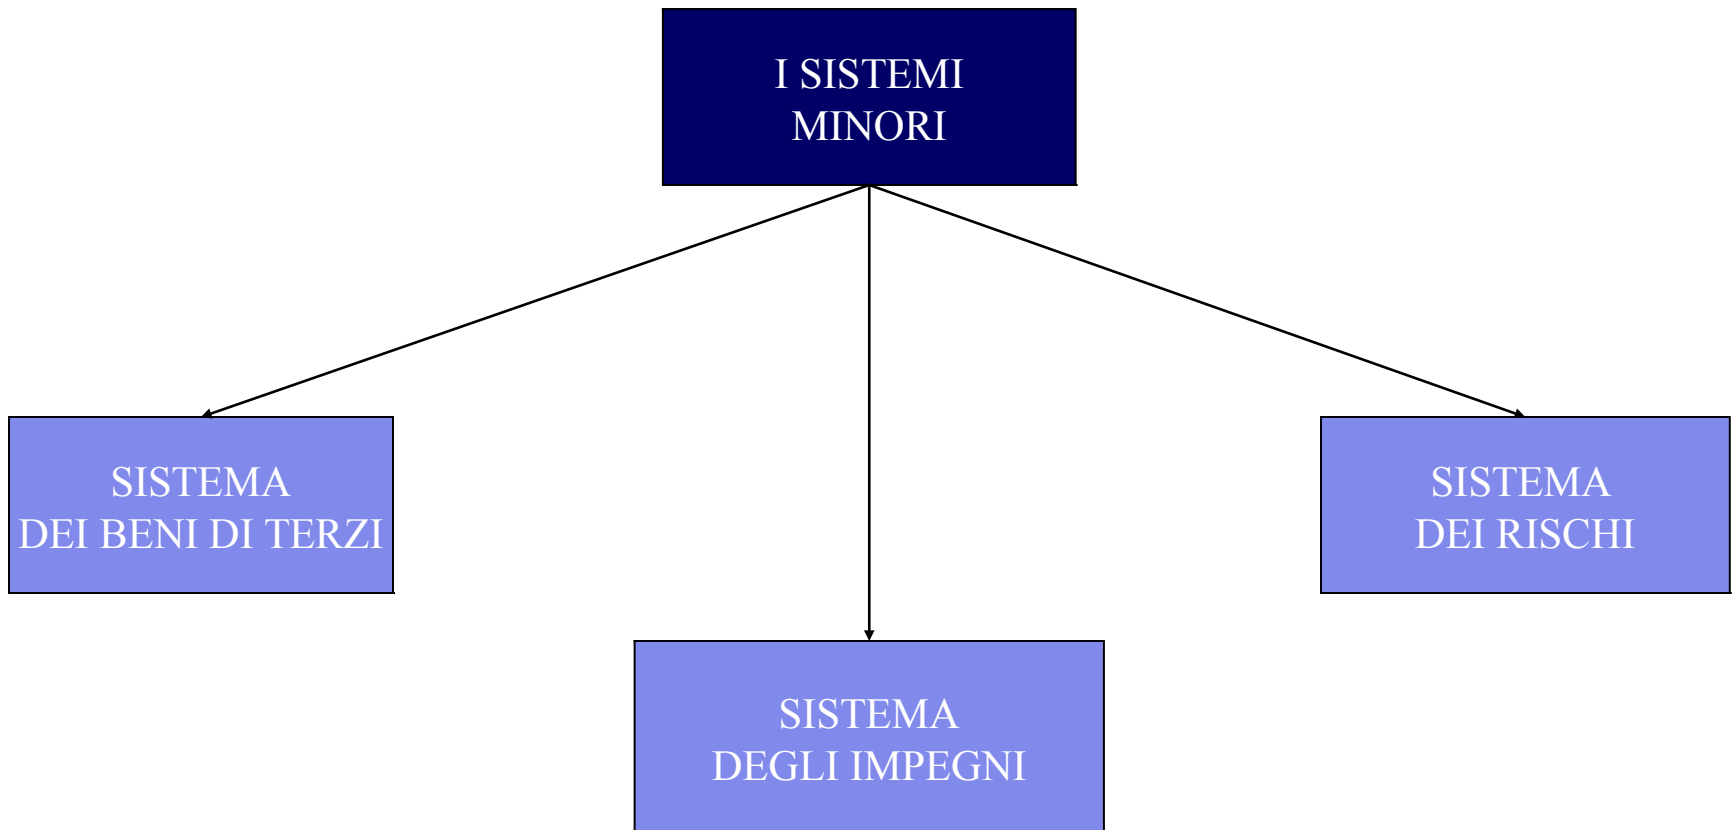 I SISTEMI
MINORI
SISTEMA
DEI BENI DI TERZI
SISTEMA
DEI RISCHI
SISTEMA
DEGLI IMPEGNI